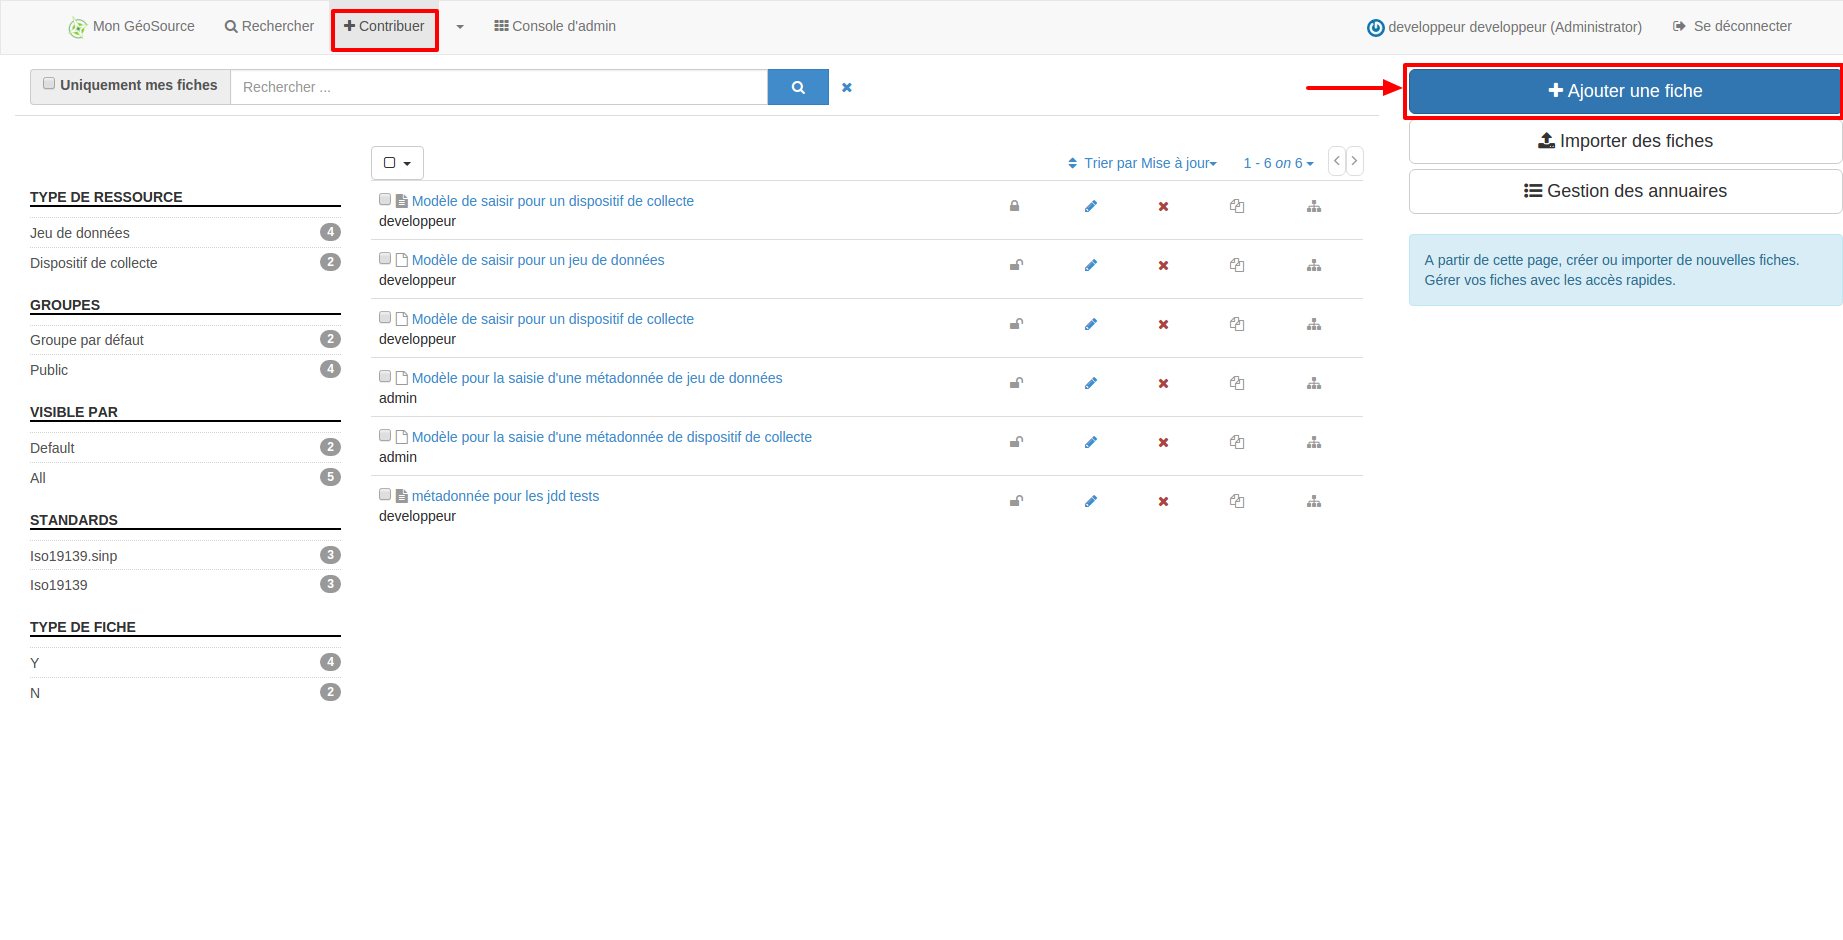 Mon GéoSource Rechercher Contribuer Console d'admin developpeur developpeur (Administrator) Se déconnecter
Uniquement mes fiches Rechercher ...
Ajouter une fiche
Importer des fiches
Gestion des annuaires
A partir de cette page, créer ou importer de nouvelles fiches.
Gérer vos fiches avec les accès rapides.
Trier par Mise à jour 1 - 6 on 6
TYPE DE RESSOURCE
Jeu de données 4
Dispositif de collecte 2
GROUPES
Groupe par défaut 2
Public 4
VISIBLE PAR
Default 2
All 5
STANDARDS
Iso19139.sinp 3
Iso19139 3
TYPE DE FICHE
Y 4
N 2
Modèle de saisir pour un dispositif de collecte
developpeur
Modèle de saisir pour un jeu de données
developpeur
Modèle de saisir pour un dispositif de collecte
developpeur
Modèle pour la saisie d'une métadonnée de jeu de données
admin
Modèle pour la saisie d'une métadonnée de dispositif de collecte
admin
métadonnée pour les jdd tests
developpeur